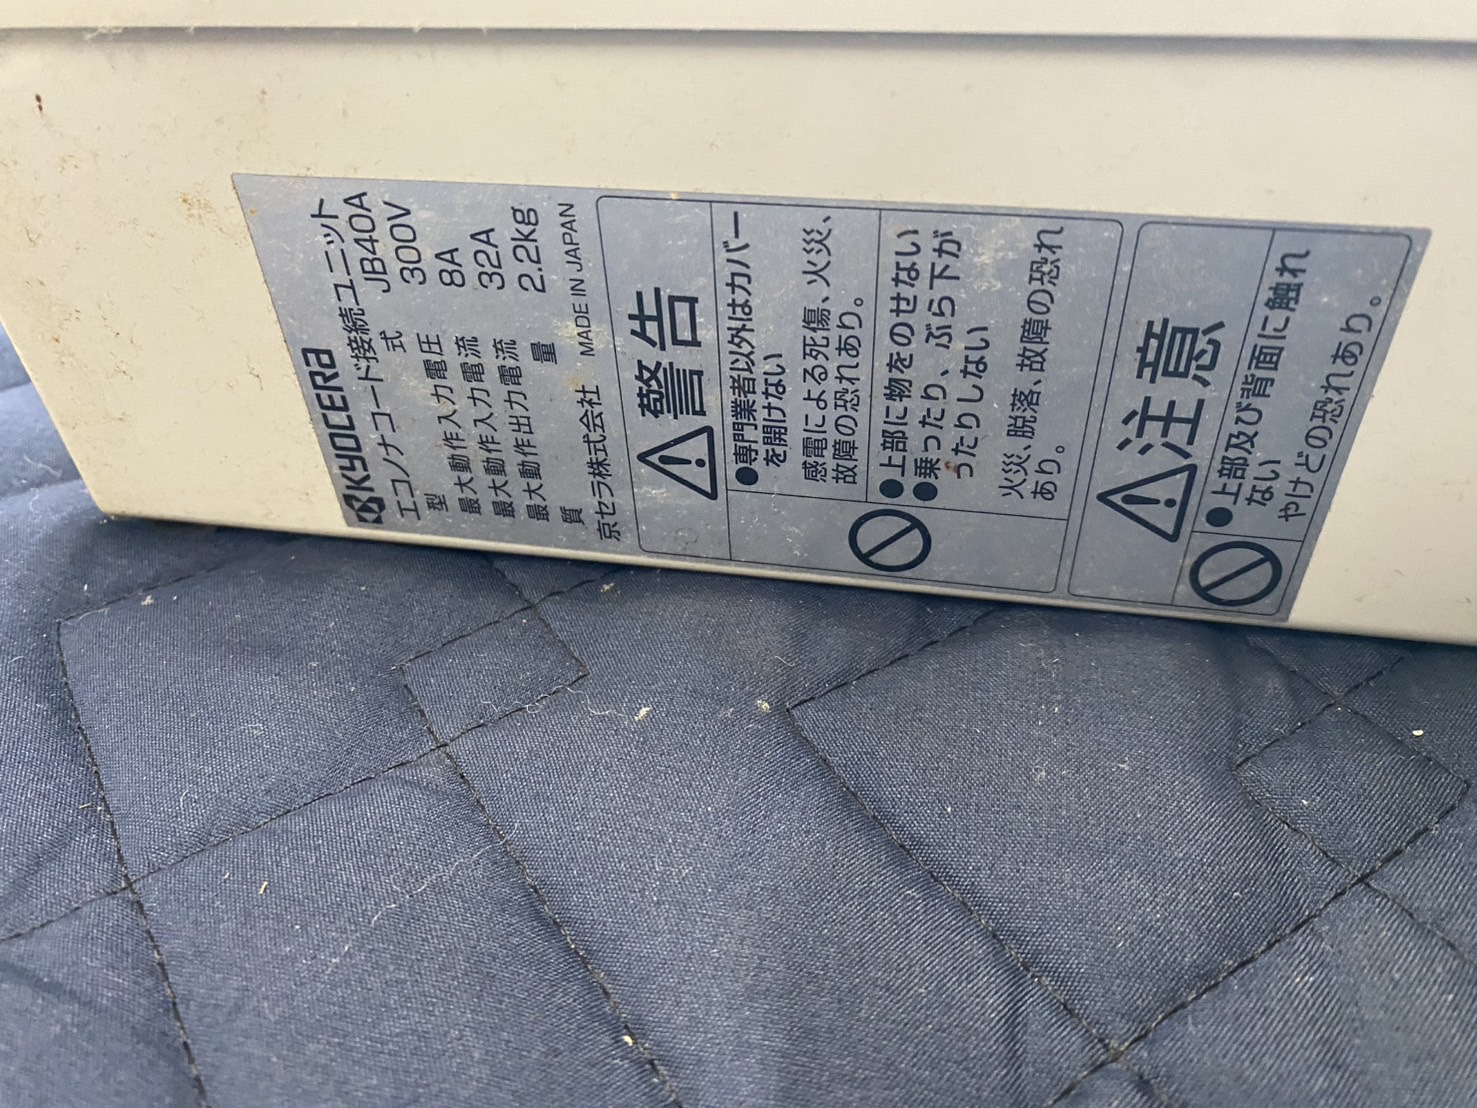 KYOCERA
エコノナコード接続ユニット
型式 JB40A
最大動作入力電圧 300V
最大動作入力電流 8A
最大動作出力電流 32A
質量 2.2kg
京セラ株式会社 MADE IN JAPAN
警告
●専門業者以外はカバー
を開けない
感電による死傷、火災、
故障の恐れあり。
●上部に物をのせない
●乗ったり、ぶら下が
ったりしない
火災、脱落、故障の恐れ
あり。
注意
●上部及び背面に触れ
ない
やけどの恐れあり。